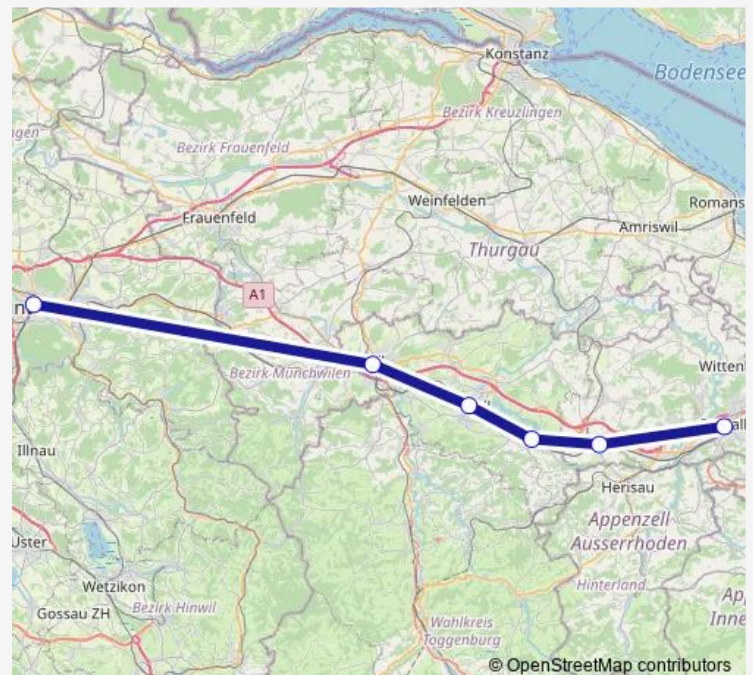 Konstanz
Bodensee
Bezirk Kreuzlingen
Bezirk Frauenfeld
Weinfelden
Romans
Frauenfeld
Amriswil
Thurgau
A1
Bezirk Münchwilen
Wittenb
Illnau
Herisau
Appenzell
Ausserrhoden
Uster
Wetzikon
Hinterland
Bezirk Hinwil
Gossau ZH
Wahlkreis
Toggenburg
© OpenStreetMap contributors